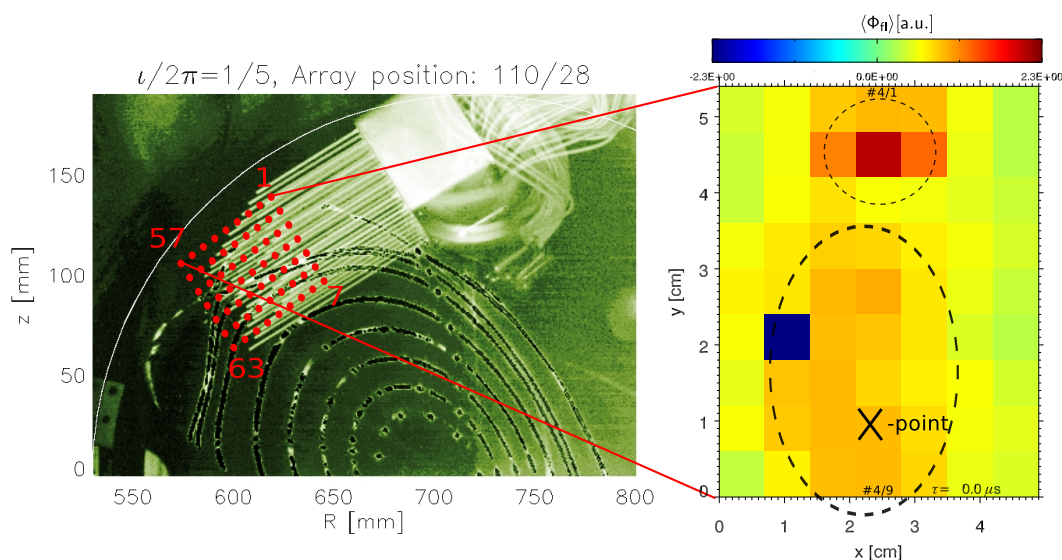 ι/2π=1/5, Array position: 110/28
z [mm]
150
100
50
0
550
600
650
700
750
800
R [mm]
1
57
7
63
⟨Φfl⟩[a.u.]
-2.3E+00
0.0E+00
2.3E+00
#4/1
X-point
#4/9
τ= 0.0 μs
y [cm]
5
4
3
2
1
0
0
1
2
3
4
x [cm]